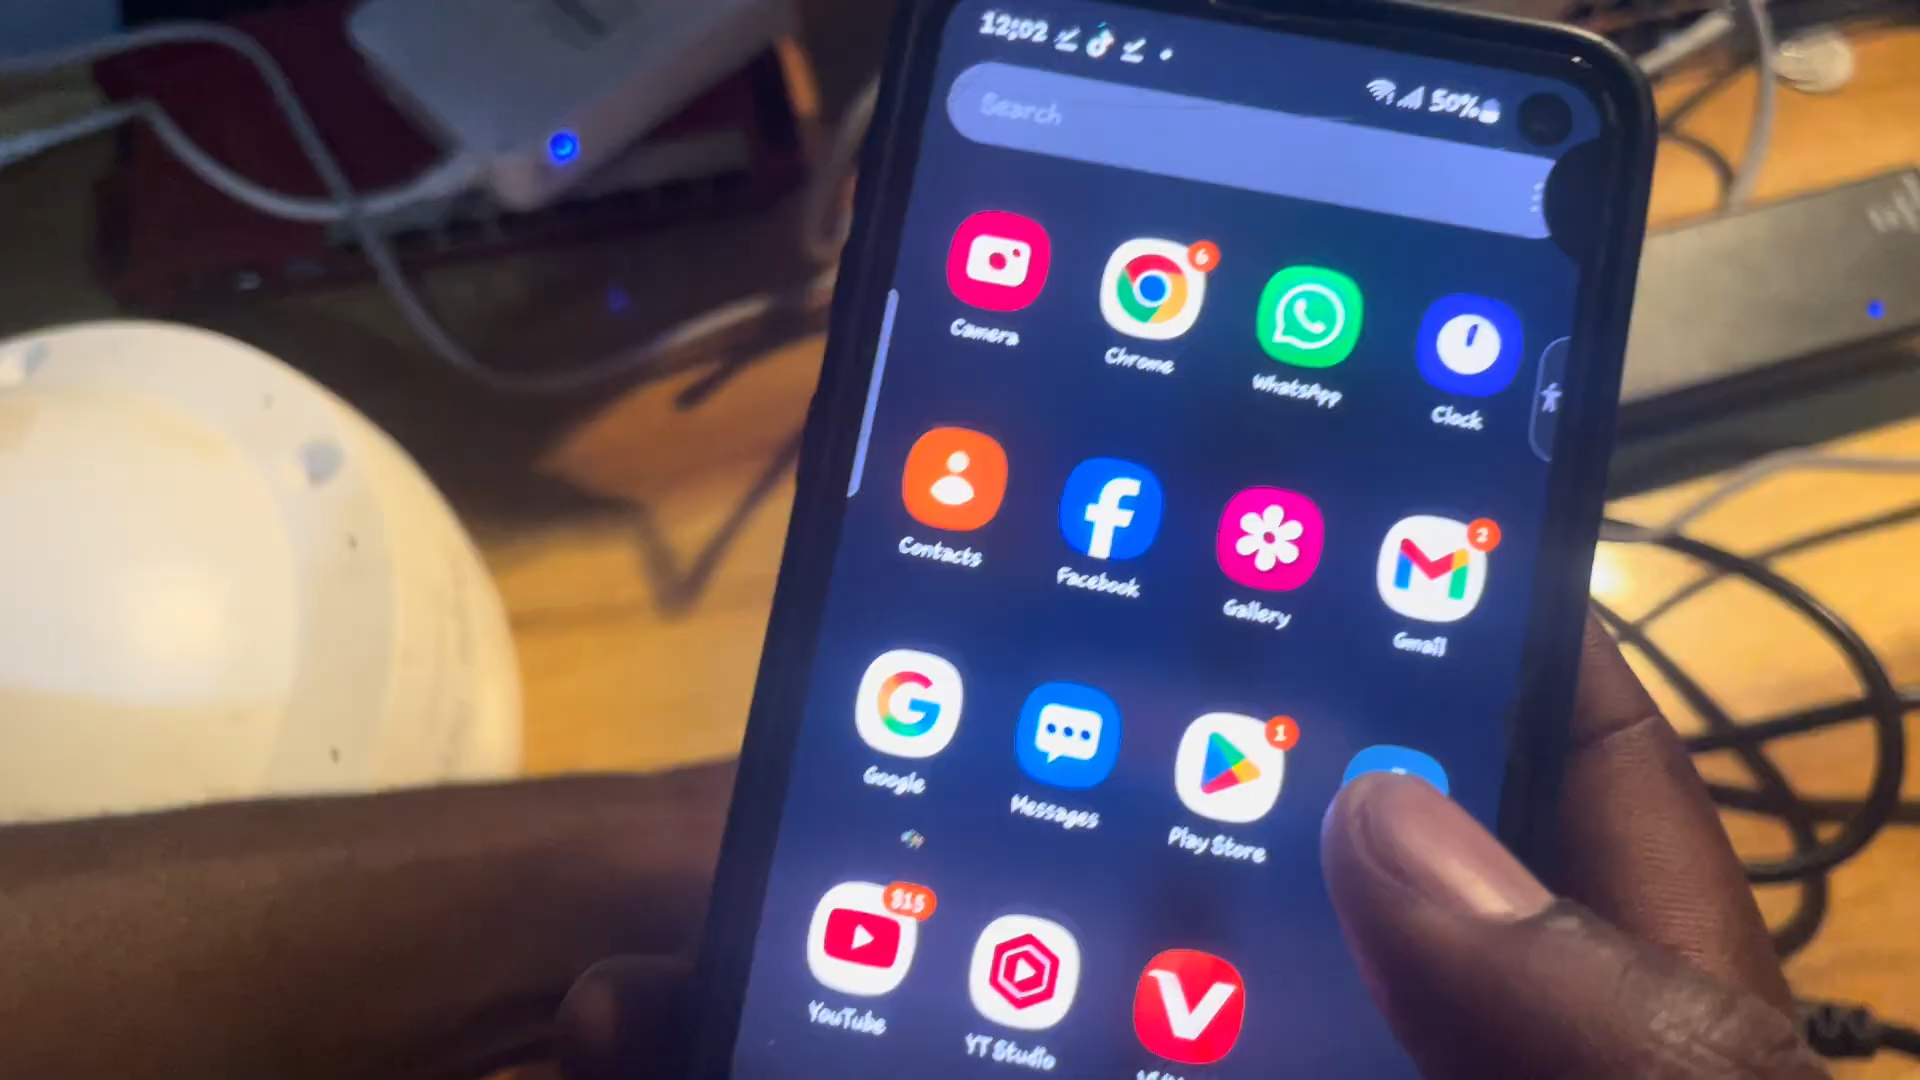 12:02
50%
Search
6
Camera
Chrome
WhatsApp
Clock
2
Contacts
Facebook
Gallery
Gmail
1
Google
Messages
Play Store
815
YouTube
YT Studio